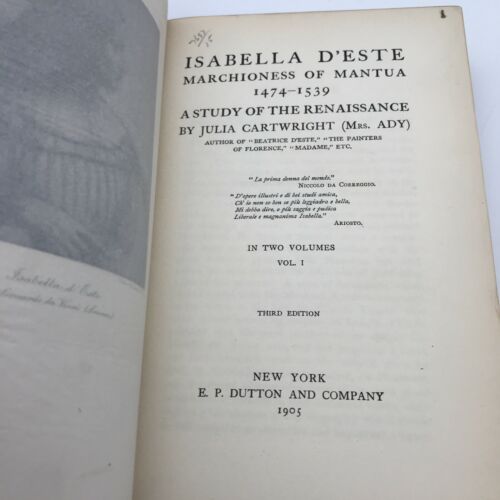 ISABELLA D'ESTE
MARCHIONESS OF MANTUA
1474-1539
A STUDY OF THE RENAISSANCE
BY JULIA CARTWRIGHT (MRS. ADY)
AUTHOR OF "BEATRICE D'ESTE," "THE PAINTERS
OF FLORENCE," "MADAME," ETC.
"La prima donna del mondo."
NICCOLO DA CORREGGIO.
"D'opere illustri e di bei studi amica,
Ch' io non so ben se più leggiadra e bella,
Mi debba dire, o più saggia e pudica
Liberale e magnanima Isabella."
ARIOSTO.
IN TWO VOLUMES
VOL. I
THIRD EDITION
NEW YORK
E. P. DUTTON AND COMPANY
1905
Isabella d'Este